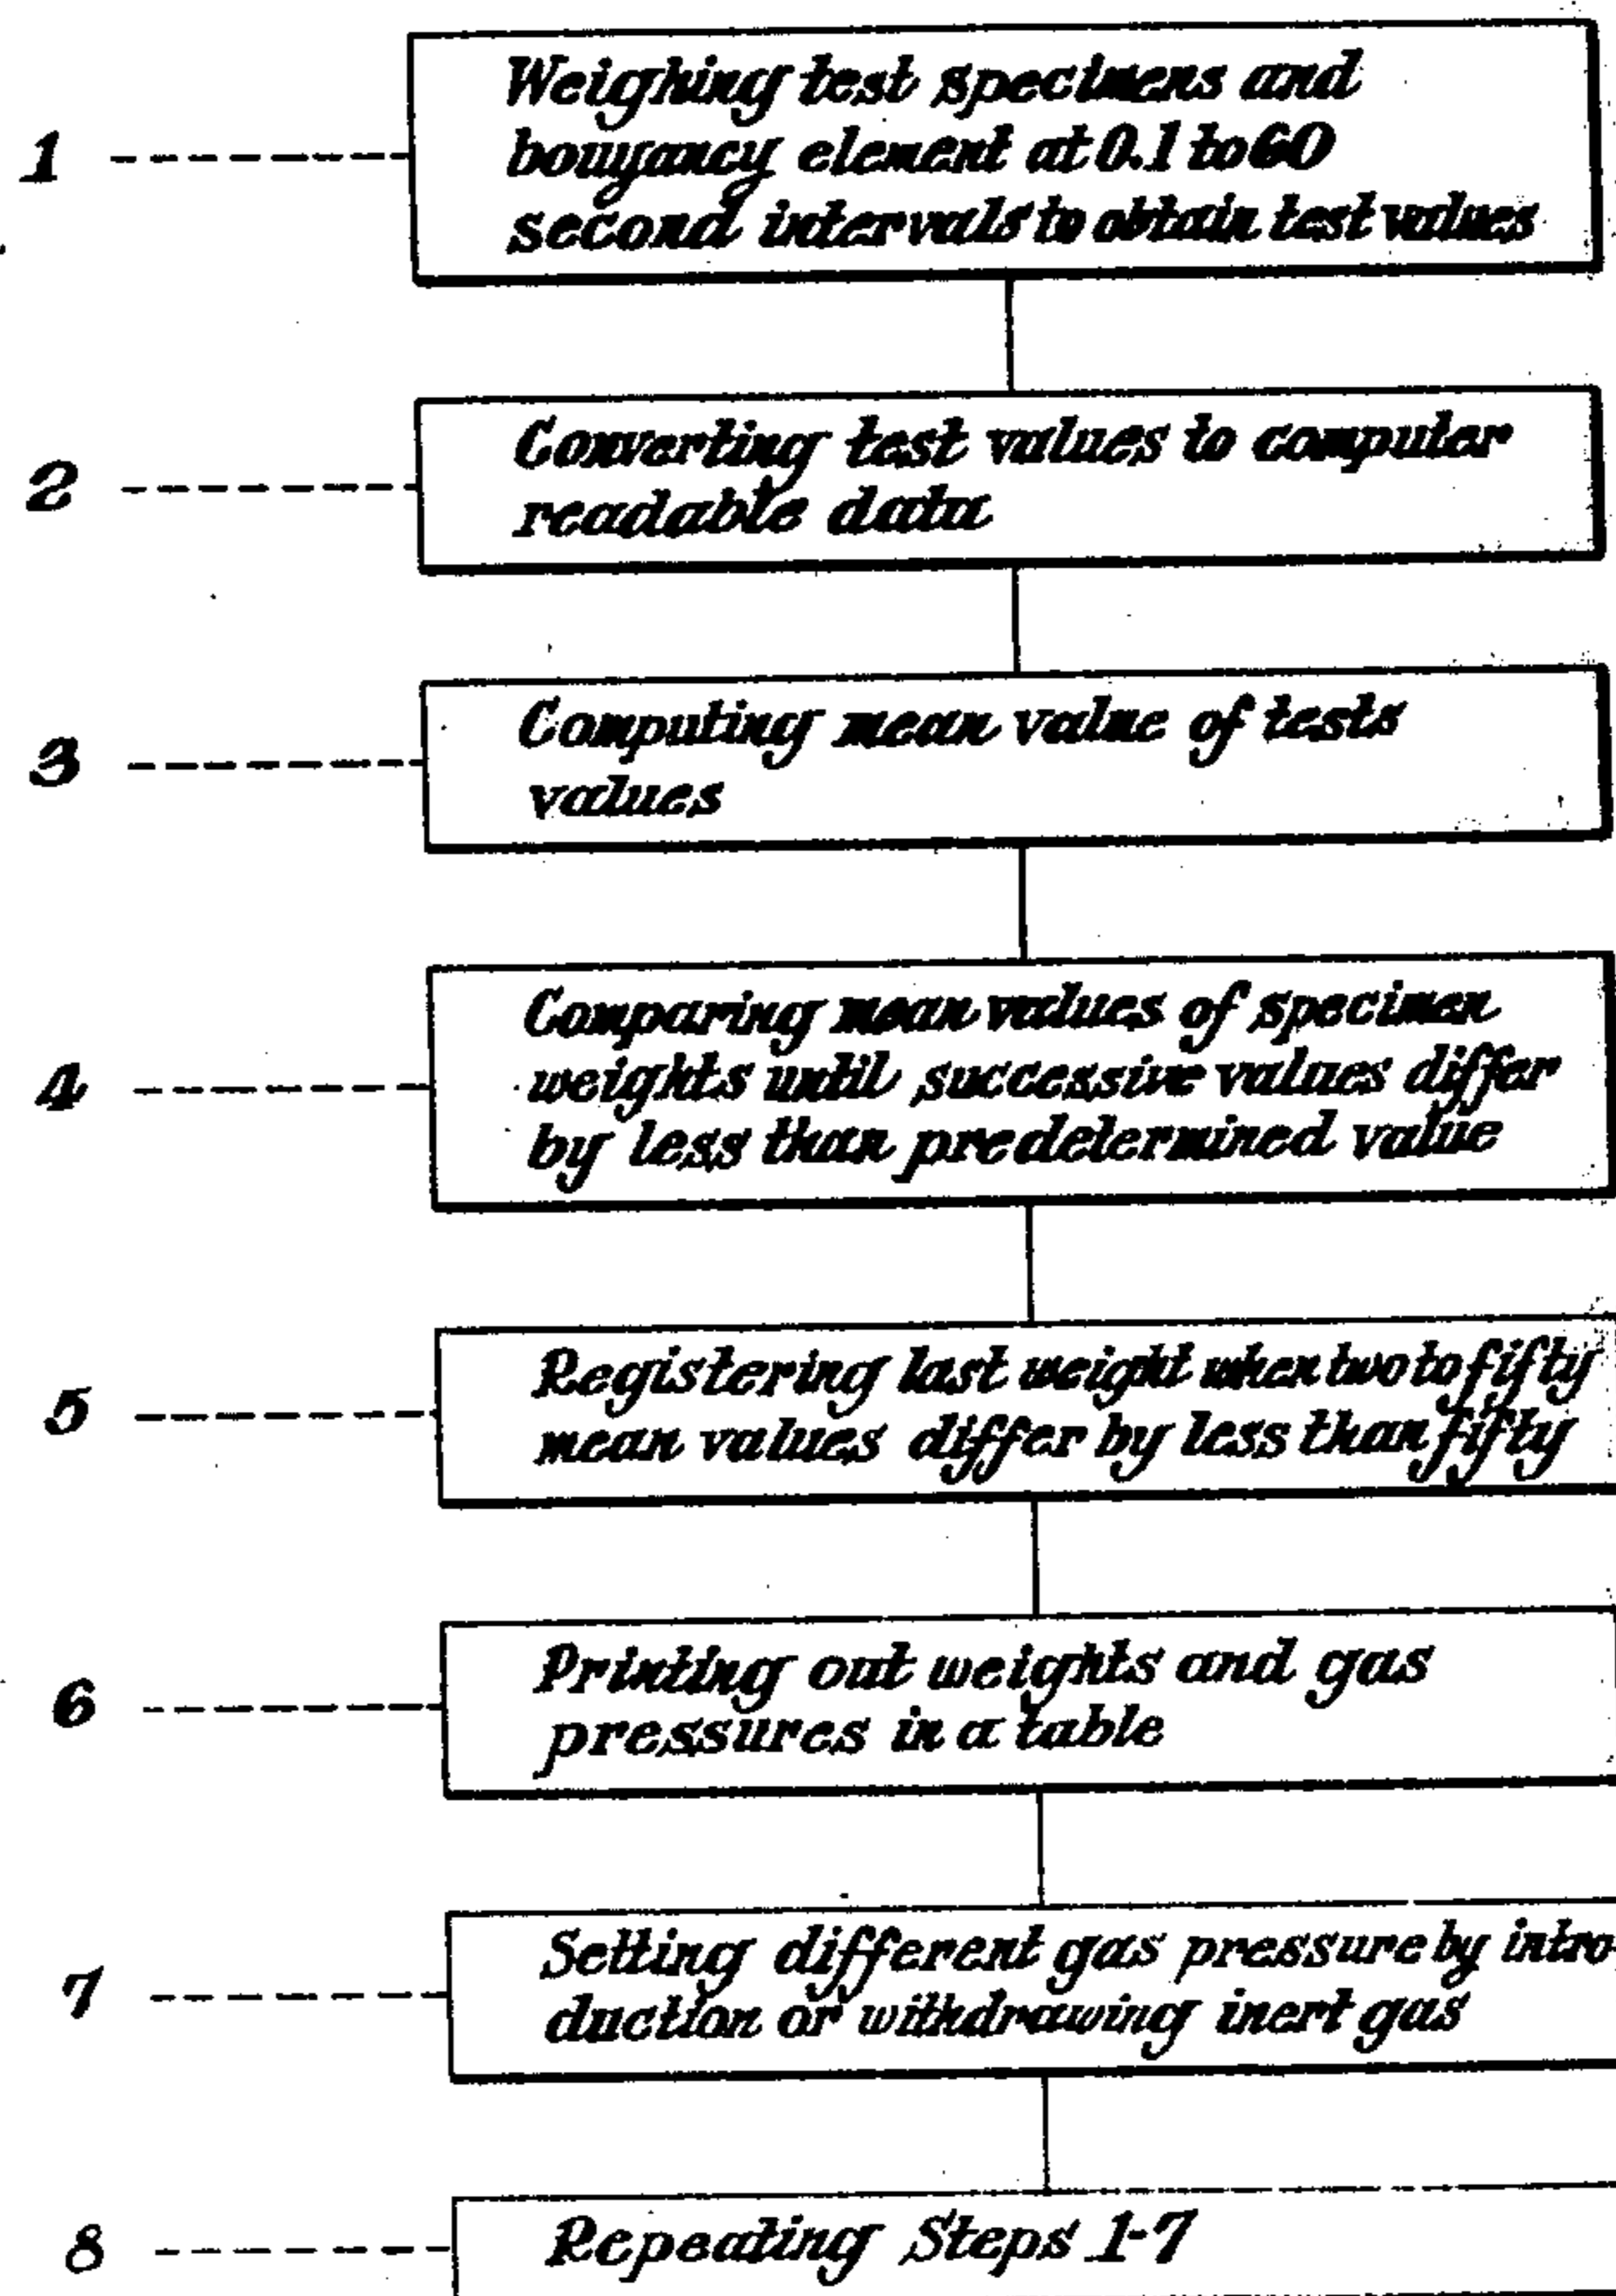 1
Weighing test specimens and
bouyancy element at 0.1 to 60
second intervals to obtain test values
2
Converting test values to computer
readable data
3
Computing mean value of tests
values
4
Comparing mean values of specimen
weights until successive values differ
by less than predetermined value
5
Registering last weight when two to fifty
mean values differ by less than fifty
6
Printing out weights and gas
pressures in a table
7
Setting different gas pressure by intro-
duction or withdrawing inert gas
8
Repeating Steps 1-7